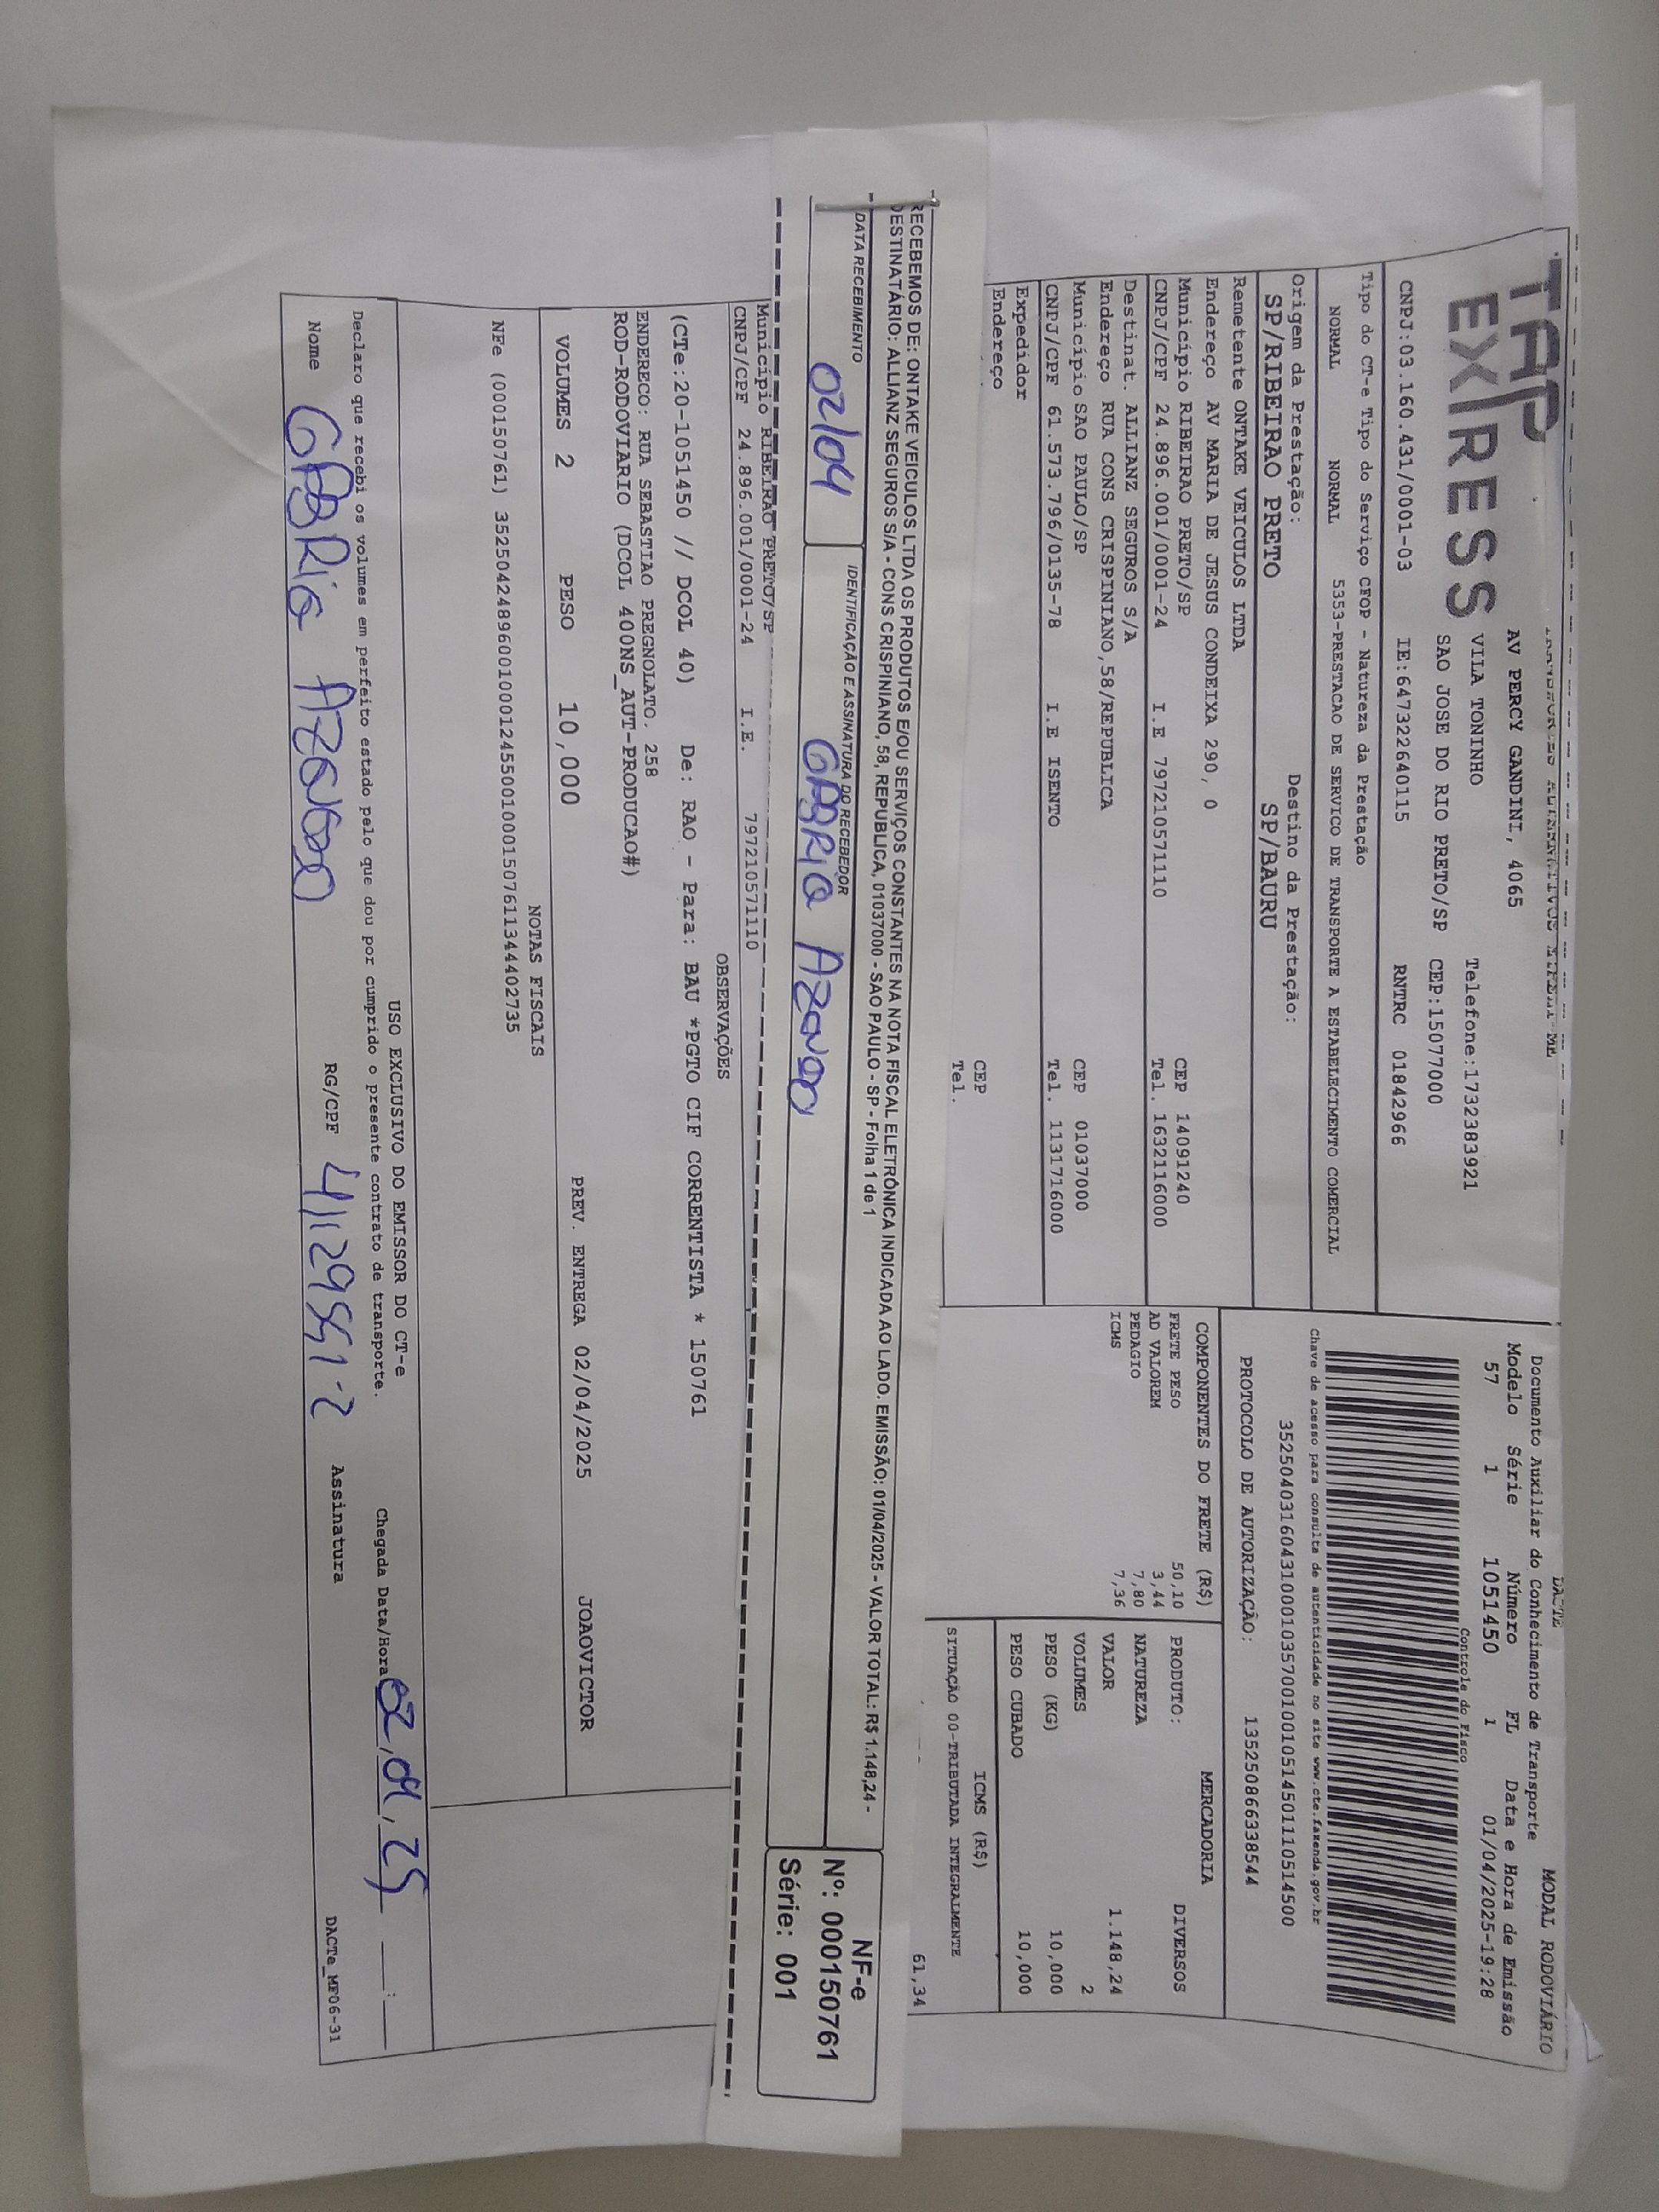 TAP
EXPRESS
AV PERCY GANDINI, 4065
VILA TONINHO Telefone:1732383921
SAO JOSE DO RIO PRETO/SP CEP:15077000
CNPJ:03.160.431/0001-03 IE:647322640115 RNTRC 01842966
Tipo do CT-e Tipo do Serviço CFOP - Natureza da Prestação
NORMAL NORMAL 5353-PRESTACAO DE SERVICO DE TRANSPORTE A ESTABELECIMENTO COMERCIAL
Origem da Prestação: Destino da Prestação:
SP/RIBEIRAO PRETO SP/BAURU
Remetente ONTAKE VEICULOS LTDA
Endereço AV MARIA DE JESUS CONDEIXA 290, 0
Município RIBEIRAO PRETO/SP CEP 14091240
CNPJ/CPF 24.896.001/0001-24 I.E 797210571110 Tel. 1632116000
Destinat. ALLIANZ SEGUROS S/A
Endereço RUA CONS CRISPINIANO,58/REPUBLICA
Município SAO PAULO/SP CEP 01037000
CNPJ/CPF 61.573.796/0135-78 I.E ISENTO Tel. 1131716000
Expedidor
Endereço CEP
Tel.
DACTE MODAL RODOVIÁRIO
Documento Auxiliar do Conhecimento de Transporte
Modelo Série Número FL Data e Hora de Emissão
57 1 1051450 1 01/04/2025-19:28
Controle do Fisco
Chave de acesso para consulta de autenticidade no site www.cte.fazenda.gov.br
35250403160431000103570010010514501110514500
PROTOCOLO DE AUTORIZAÇÃO: 135250866338544
COMPONENTES DO FRETE (R$)
FRETE PESO 50,10
AD VALOREM 3,44
PEDAGIO 7,80
ICMS 7,36
MERCADORIA
PRODUTO: DIVERSOS
NATUREZA
VALOR 1.148,24
VOLUMES 2
PESO (KG) 10,000
PESO CUBADO 10,000
ICMS (R$)
SITUAÇÃO 00-TRIBUTADA INTEGRALMENTE
61,34
RECEBEMOS DE: ONTAKE VEICULOS LTDA OS PRODUTOS E/OU SERVIÇOS CONSTANTES NA NOTA FISCAL ELETRÔNICA INDICADA AO LADO. EMISSÃO: 01/04/2025 - VALOR TOTAL: R$ 1.148,24 -
DESTINATÁRIO: ALLIANZ SEGUROS S/A - CONS CRISPINIANO, 58, REPUBLICA, 01037000 - SAO PAULO - SP - Folha 1 de 1
DATA RECEBIMENTO IDENTIFICAÇÃO E ASSINATURA DO RECEBEDOR
02/04
NF-e
Nº: 000150761
Série: 001
Município RIBEIRAO PRETO/SP
CNPJ/CPF 24.896.001/0001-24 I.E. 797210571110
OBSERVAÇÕES
(CTe:20-1051450 // DCOL 40) De: RAO - Para: BAU *PGTO CIF CORRENTISTA * 150761
ENDERECO: RUA SEBASTIAO PREGNOLATO, 258
ROD-RODOVIARIO (DCOL 400NS_AUT-PRODUCAO#)
VOLUMES 2 PESO 10,000 PREV. ENTREGA 02/04/2025 JOAOVICTOR
NOTAS FISCAIS
NFe (000150761) 35250424896001000124550010001507611344402735
USO EXCLUSIVO DO EMISSOR DO CT-e
Declaro que recebi os volumes em perfeito estado pelo que dou por cumprido o presente contrato de transporte.
Chegada Data/Hora 02,04,25 __:__
Nome RG/CPF Assinatura
DACTe_MF06-31